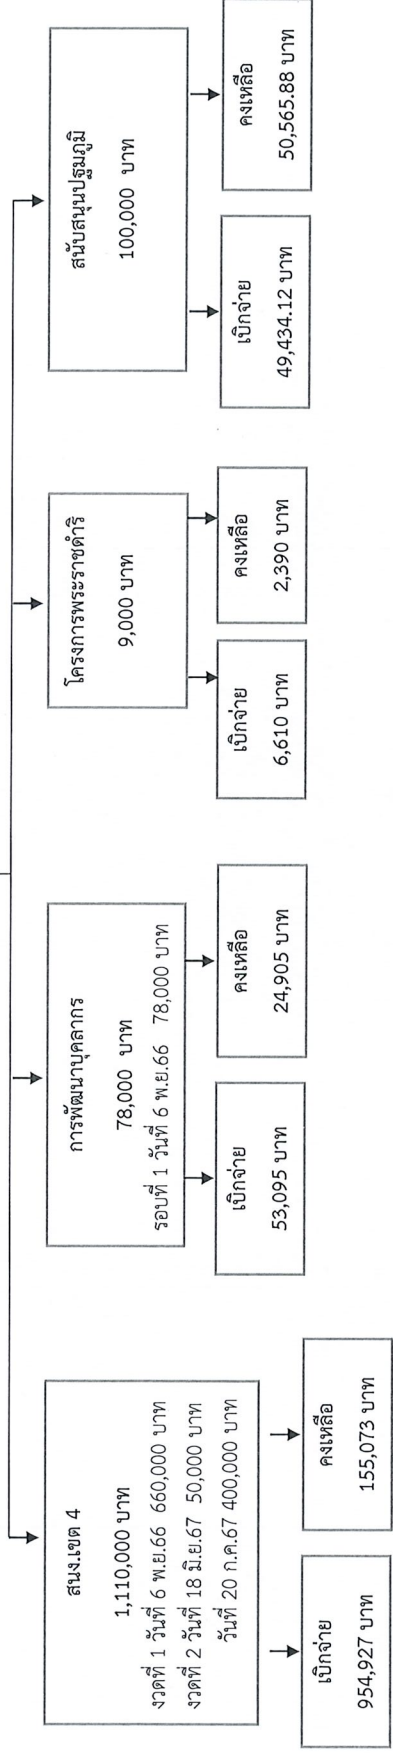 สนง.เขต 4
1,110,000 บาท
งวดที่ 1 วันที่ 6 พ.ย.66 660,000 บาท
งวดที่ 2 วันที่ 18 มิ.ย.67 50,000 บาท
วันที่ 20 ก.ค.67 400,000 บาท
เบิกจ่าย
954,927 บาท
คงเหลือ
155,073 บาท
การพัฒนาบุคลากร
78,000 บาท
รอบที่ 1 วันที่ 6 พ.ย.66 78,000 บาท
เบิกจ่าย
53,095 บาท
คงเหลือ
24,905 บาท
โครงการพระราชดำริ
9,000 บาท
เบิกจ่าย
6,610 บาท
คงเหลือ
2,390 บาท
สนับสนุนปฐมภูมิ
100,000 บาท
เบิกจ่าย
49,434.12 บาท
คงเหลือ
50,565.88 บาท